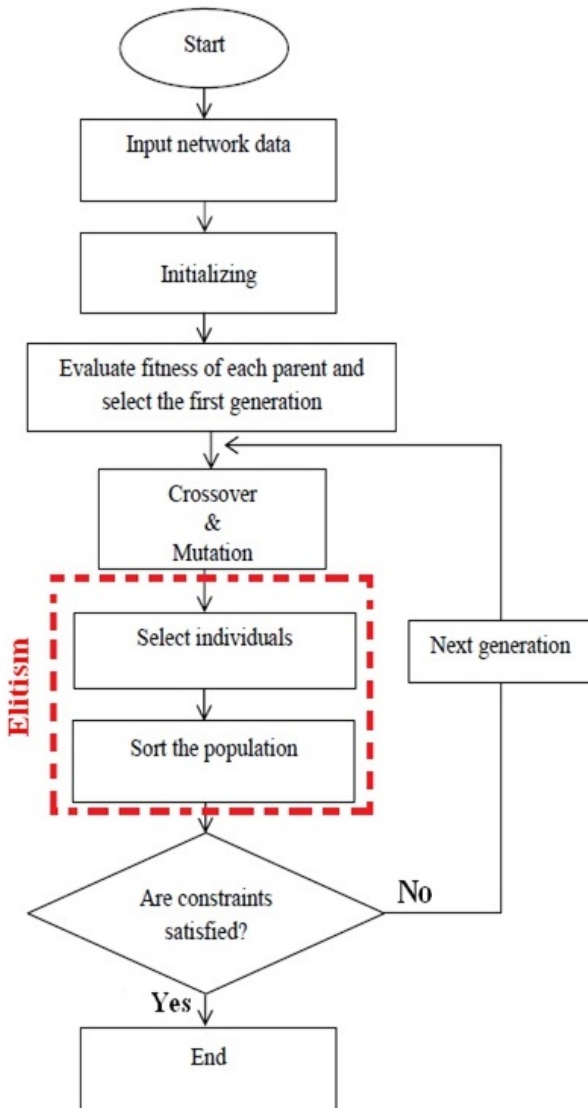 Start
Input network data
Initializing
Evaluate fitness of each parent and
select the first generation
Crossover
&
Mutation
Elitism
Select individuals
Next generation
Sort the population
Are constraints
satisfied?
No
Yes
End